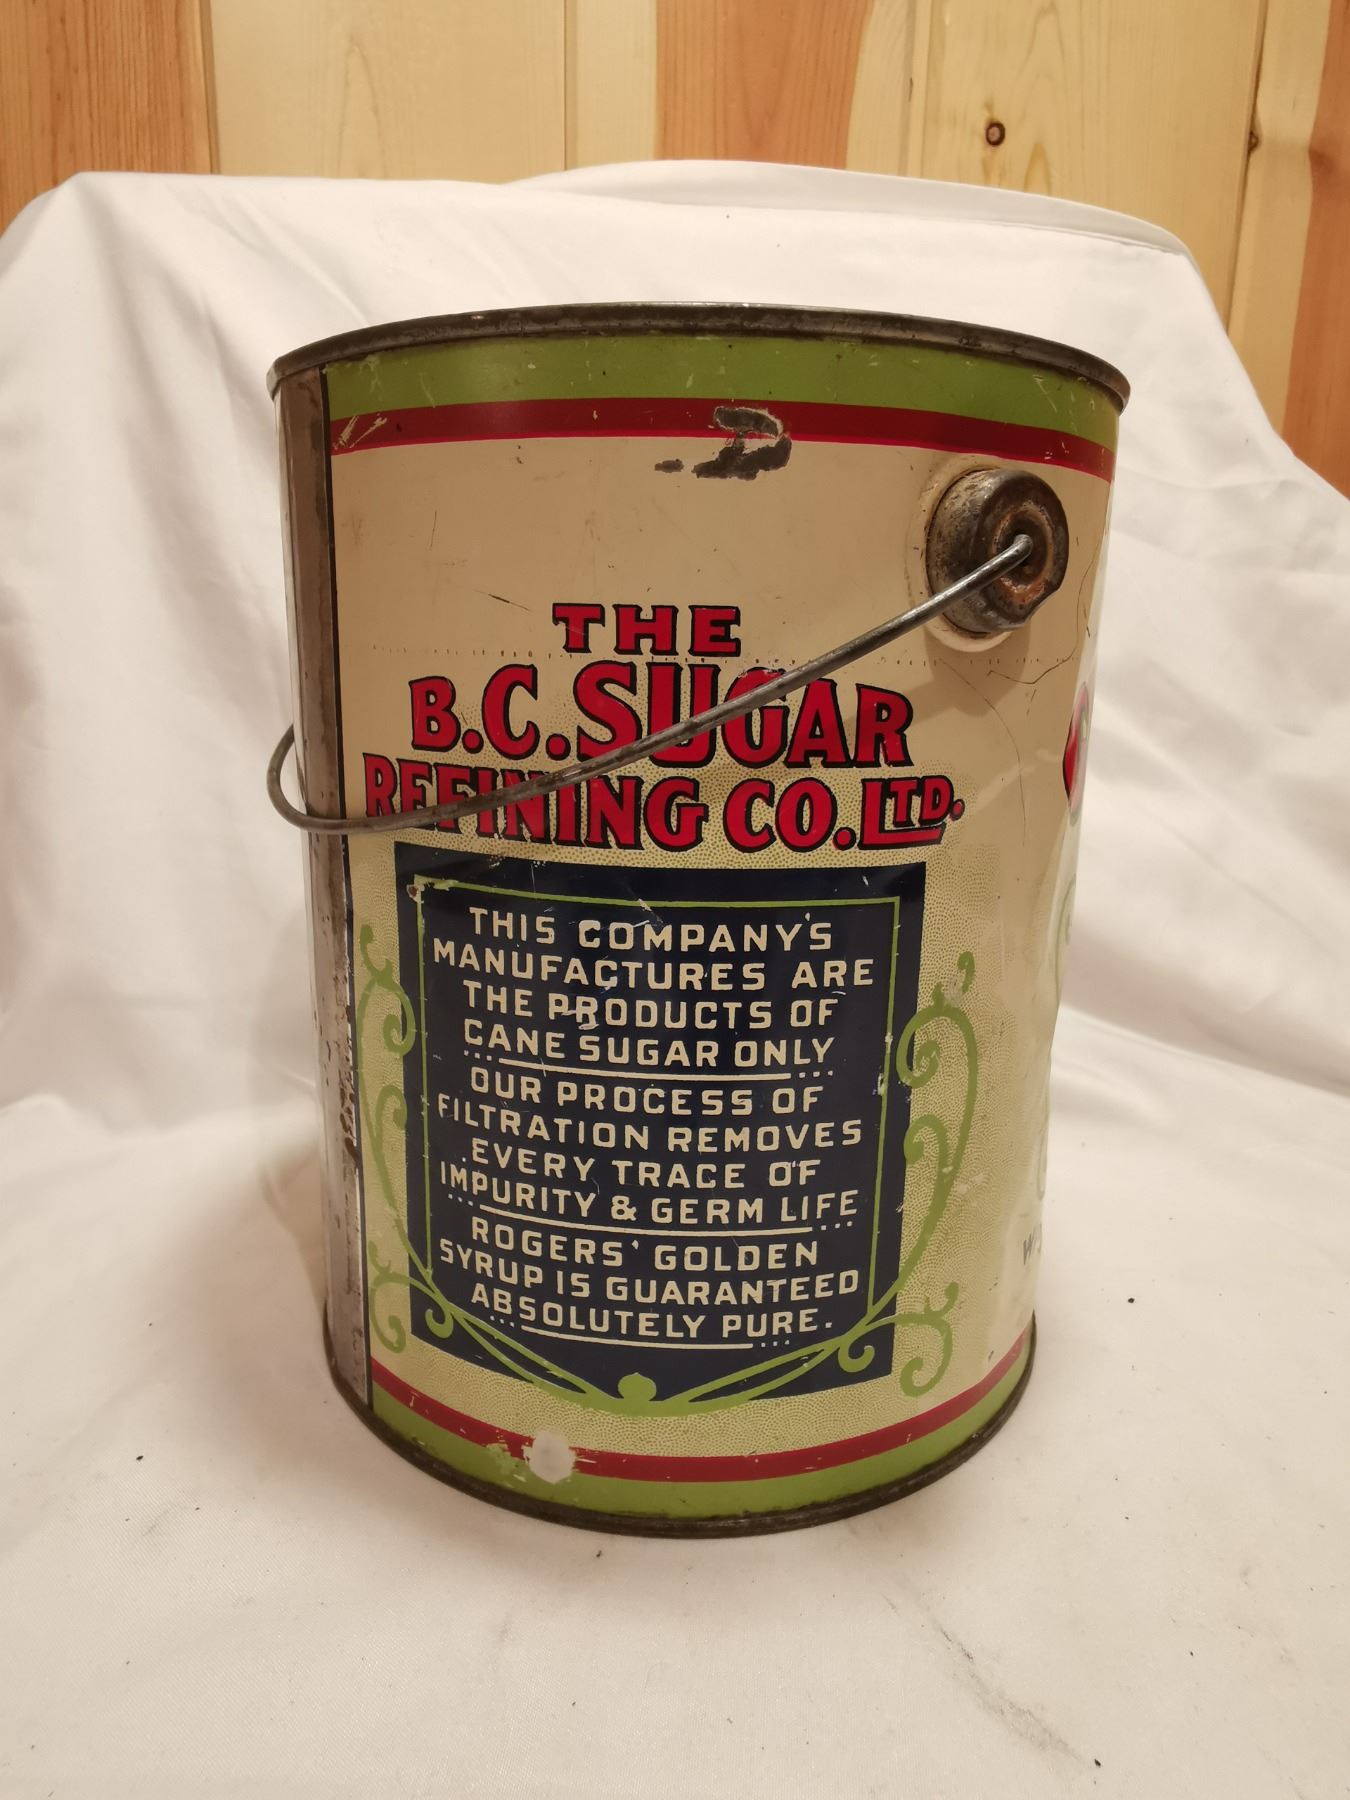 THE
B.C. SUGAR
REFINING CO. LTD.
THIS COMPANY'S
MANUFACTURES ARE
THE PRODUCTS OF
CANE SUGAR ONLY
OUR PROCESS OF
FILTRATION REMOVES
EVERY TRACE OF
IMPURITY & GERM LIFE
ROGERS' GOLDEN
SYRUP IS GUARANTEED
ABSOLUTELY PURE.